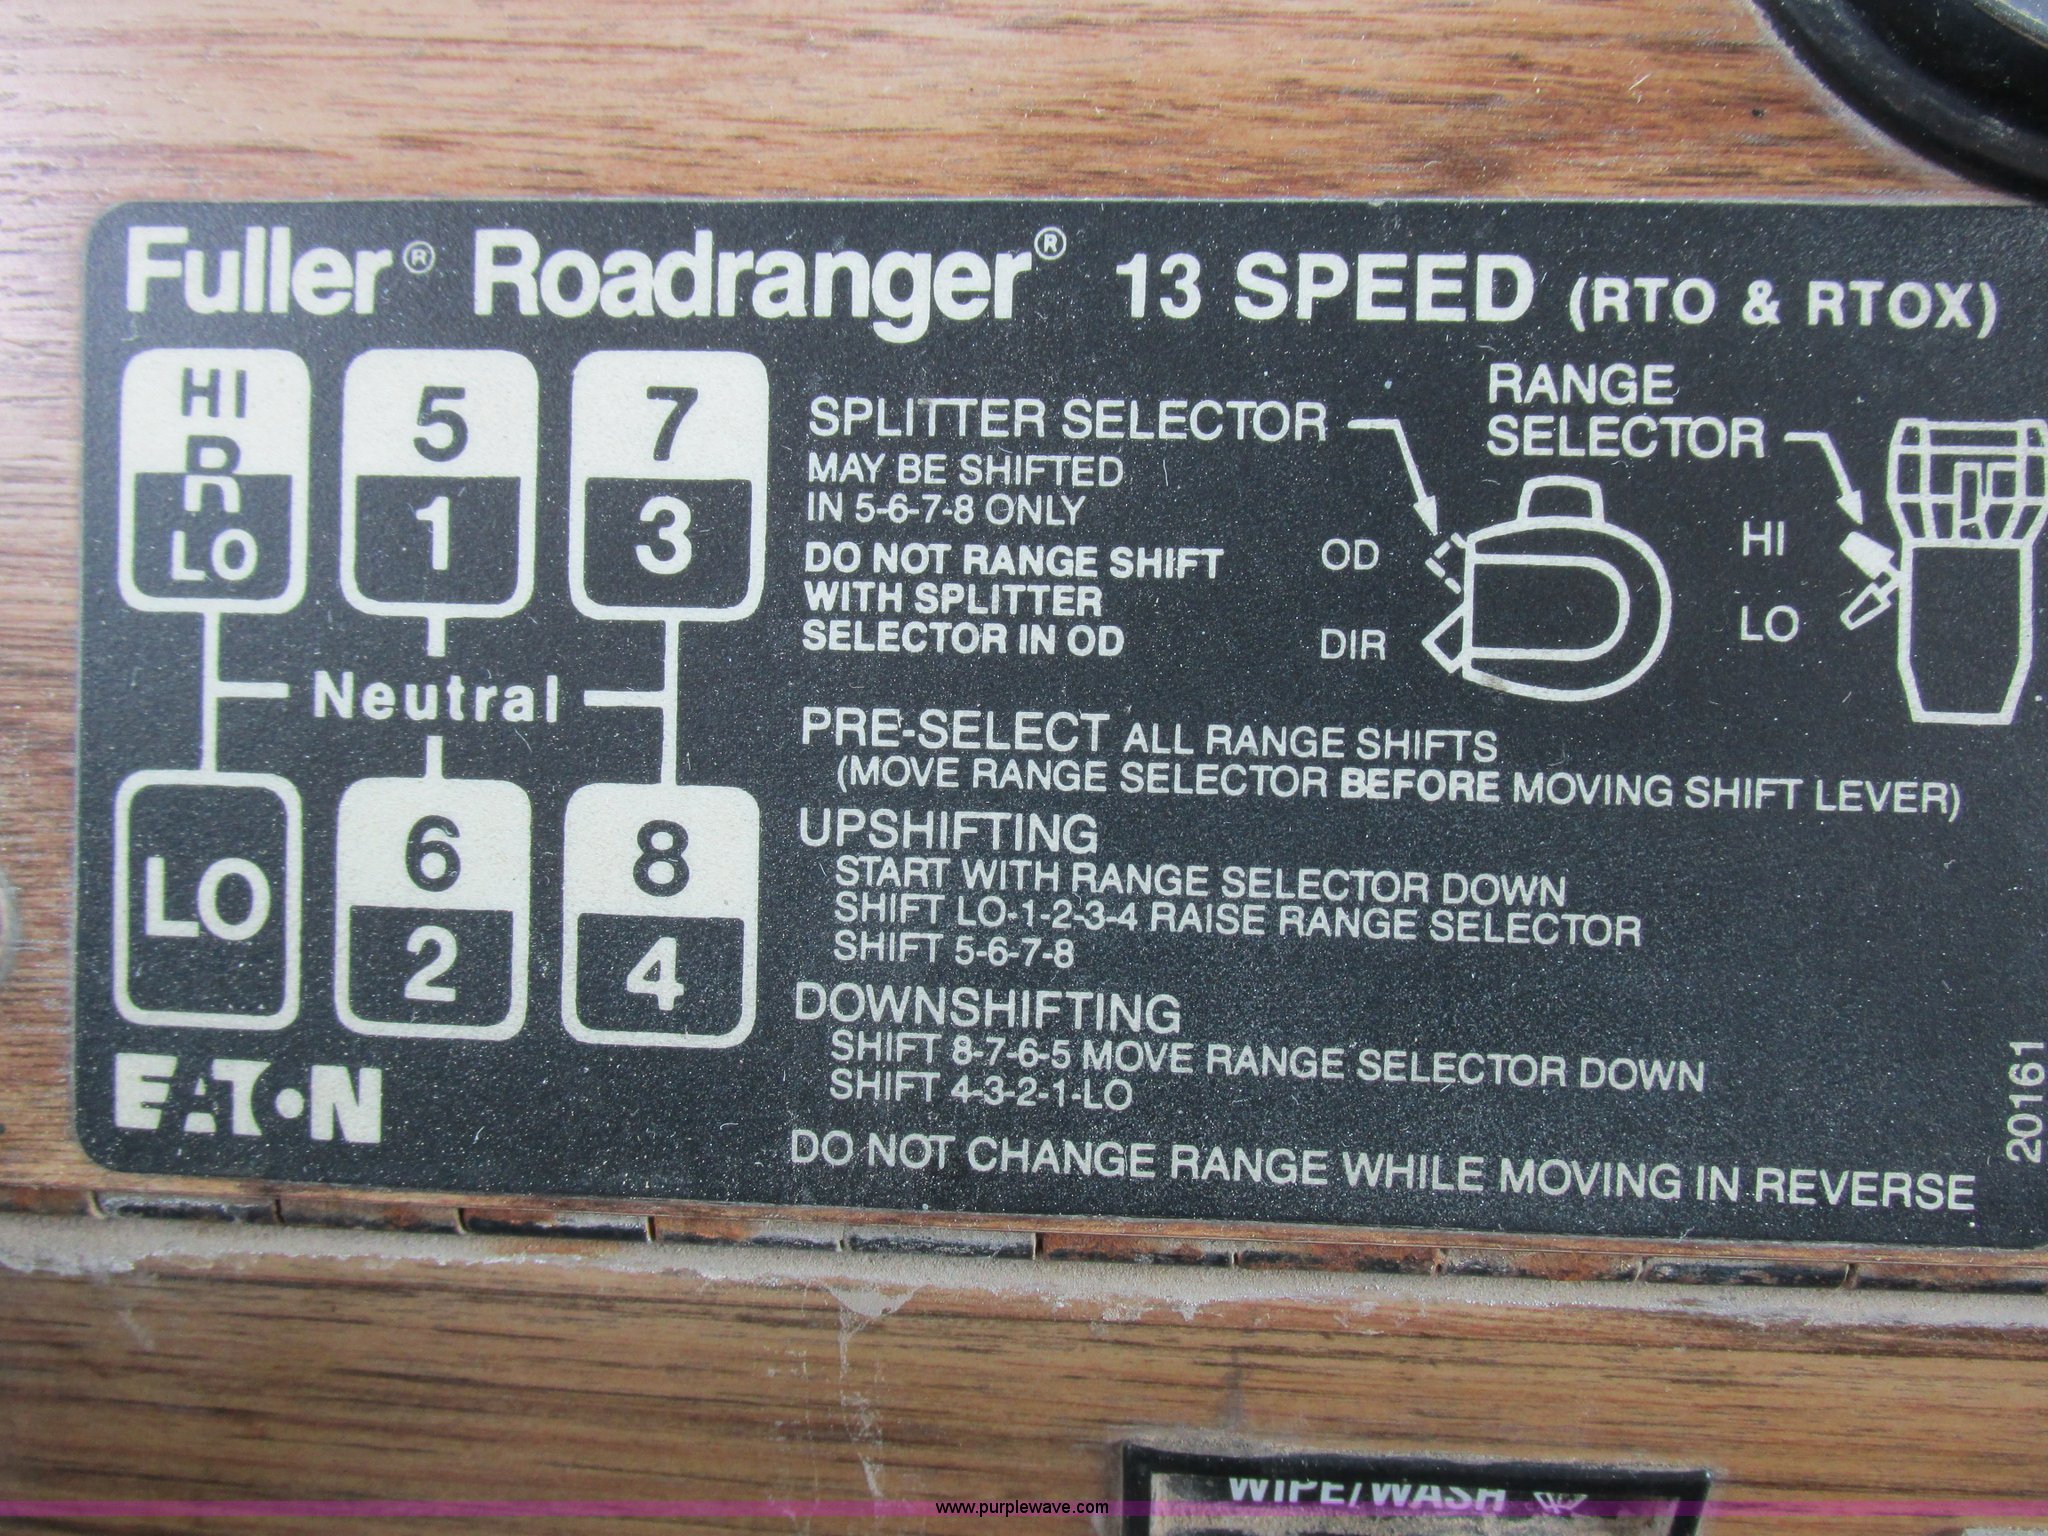 Fuller® Roadranger® 13 SPEED (RTO & RTOX)
HI
R
LO
5
1
7
3
Neutral
LO
6
2
8
4
EATON
SPLITTER SELECTOR
MAY BE SHIFTED
IN 5-6-7-8 ONLY
DO NOT RANGE SHIFT
WITH SPLITTER
SELECTOR IN OD
OD
DIR
RANGE
SELECTOR
HI
LO
PRE-SELECT ALL RANGE SHIFTS
(MOVE RANGE SELECTOR BEFORE MOVING SHIFT LEVER)
UPSHIFTING
START WITH RANGE SELECTOR DOWN
SHIFT LO-1-2-3-4 RAISE RANGE SELECTOR
SHIFT 5-6-7-8
DOWNSHIFTING
SHIFT 8-7-6-5 MOVE RANGE SELECTOR DOWN
SHIFT 4-3-2-1-LO
DO NOT CHANGE RANGE WHILE MOVING IN REVERSE
20161
WIPE/WASH
www.purplewave.com